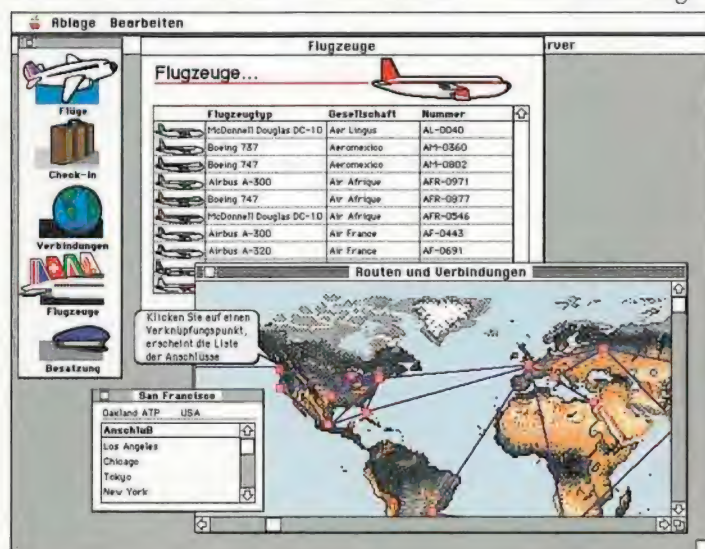 Ablage Bearbeiten
Flugzeuge
rver
Flüge
Check-In
Verbindungen
Flugzeuge
Besatzung
Flugzeuge...
Flugzeugtyp Gesellschaft Nummer
McDonnell Douglas DC-10 Aer Lingus AL-0040
Boeing 737 Aeromexico AM-0360
Boeing 747 Aeromexico AM-0802
Airbus A-300 Air Afrique AFR-0971
Boeing 747 Air Afrique AFR-0877
McDonnell Douglas DC-10 Air Afrique AFR-0546
Airbus A-300 Air France AF-0443
Airbus A-320 Air France AF-0691
Routen und Verbindungen
Klicken Sie auf einen
Verknüpfungspunkt,
erscheint die Liste
der Anschlüsse
San Francisco
Oakland ATP USA
Anschluß
Los Angeles
Chicago
Tokyo
New York